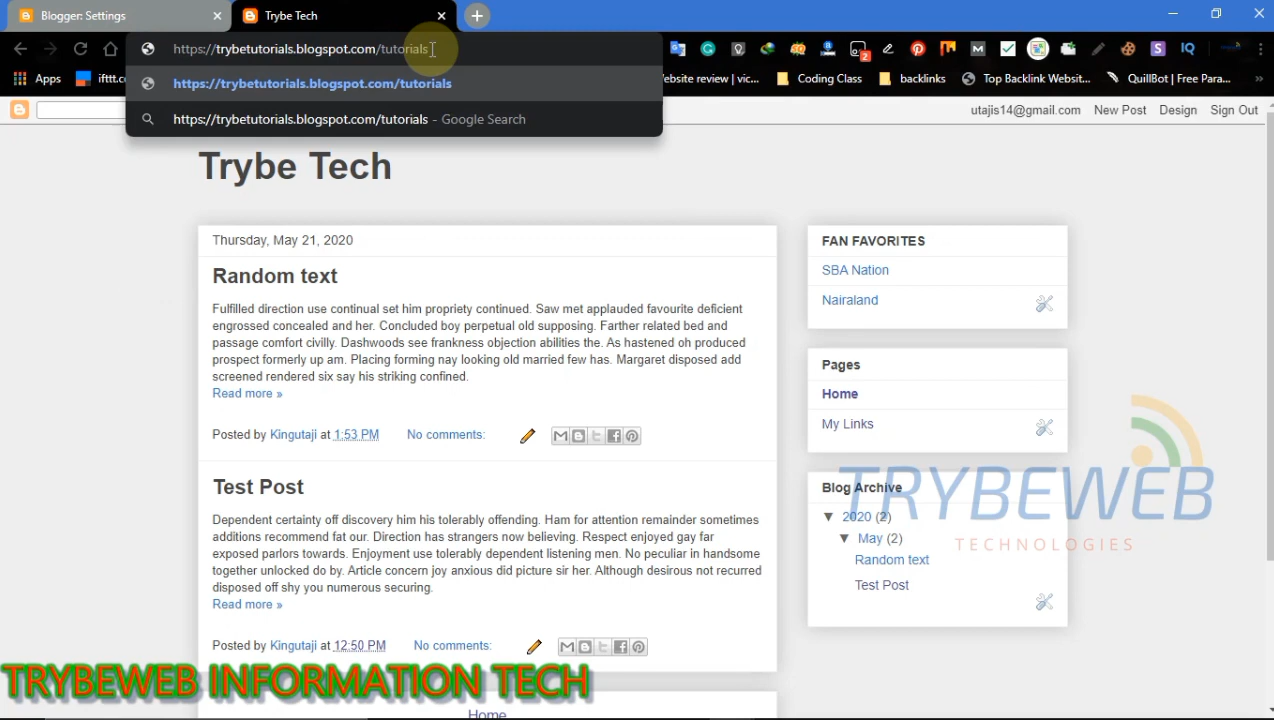 Blogger: Settings
Trybe Tech
https://trybetutorials.blogspot.com/tutorials
https://trybetutorials.blogspot.com/tutorials
https://trybetutorials.blogspot.com/tutorials - Google Search
2
IQ
Apps
ifttt.c
ebsite review | vic...
Coding Class
backlinks
Top Backlink Websit...
QuillBot | Free Para...
utajis14@gmail.com New Post Design Sign Out
Trybe Tech
Thursday, May 21, 2020
Random text
Fulfilled direction use continual set him propriety continued. Saw met applauded favourite deficient
engrossed concealed and her. Concluded boy perpetual old supposing. Farther related bed and
passage comfort civilly. Dashwoods see frankness objection abilities the. As hastened oh produced
prospect formerly up am. Placing forming nay looking old married few has. Margaret disposed add
screened rendered six say his striking confined.
Read more »
Posted by Kingutaji at 1:53 PM No comments:
Test Post
Dependent certainty off discovery him his tolerably offending. Ham for attention remainder sometimes
additions recommend fat our. Direction has strangers now believing. Respect enjoyed gay far
exposed parlors towards. Enjoyment use tolerably dependent listening men. No peculiar in handsome
together unlocked do by. Article concern joy anxious did picture sir her. Although desirous not recurred
disposed off shy you numerous securing.
Read more »
Posted by Kingutaji at 12:50 PM No comments:
Home
FAN FAVORITES
SBA Nation
Nairaland
Pages
Home
My Links
Blog Archive
▼ 2020 (2)
▼ May (2)
Random text
Test Post
TRYBEWEB
TECHNOLOGIES
TRYBEWEB INFORMATION TECH